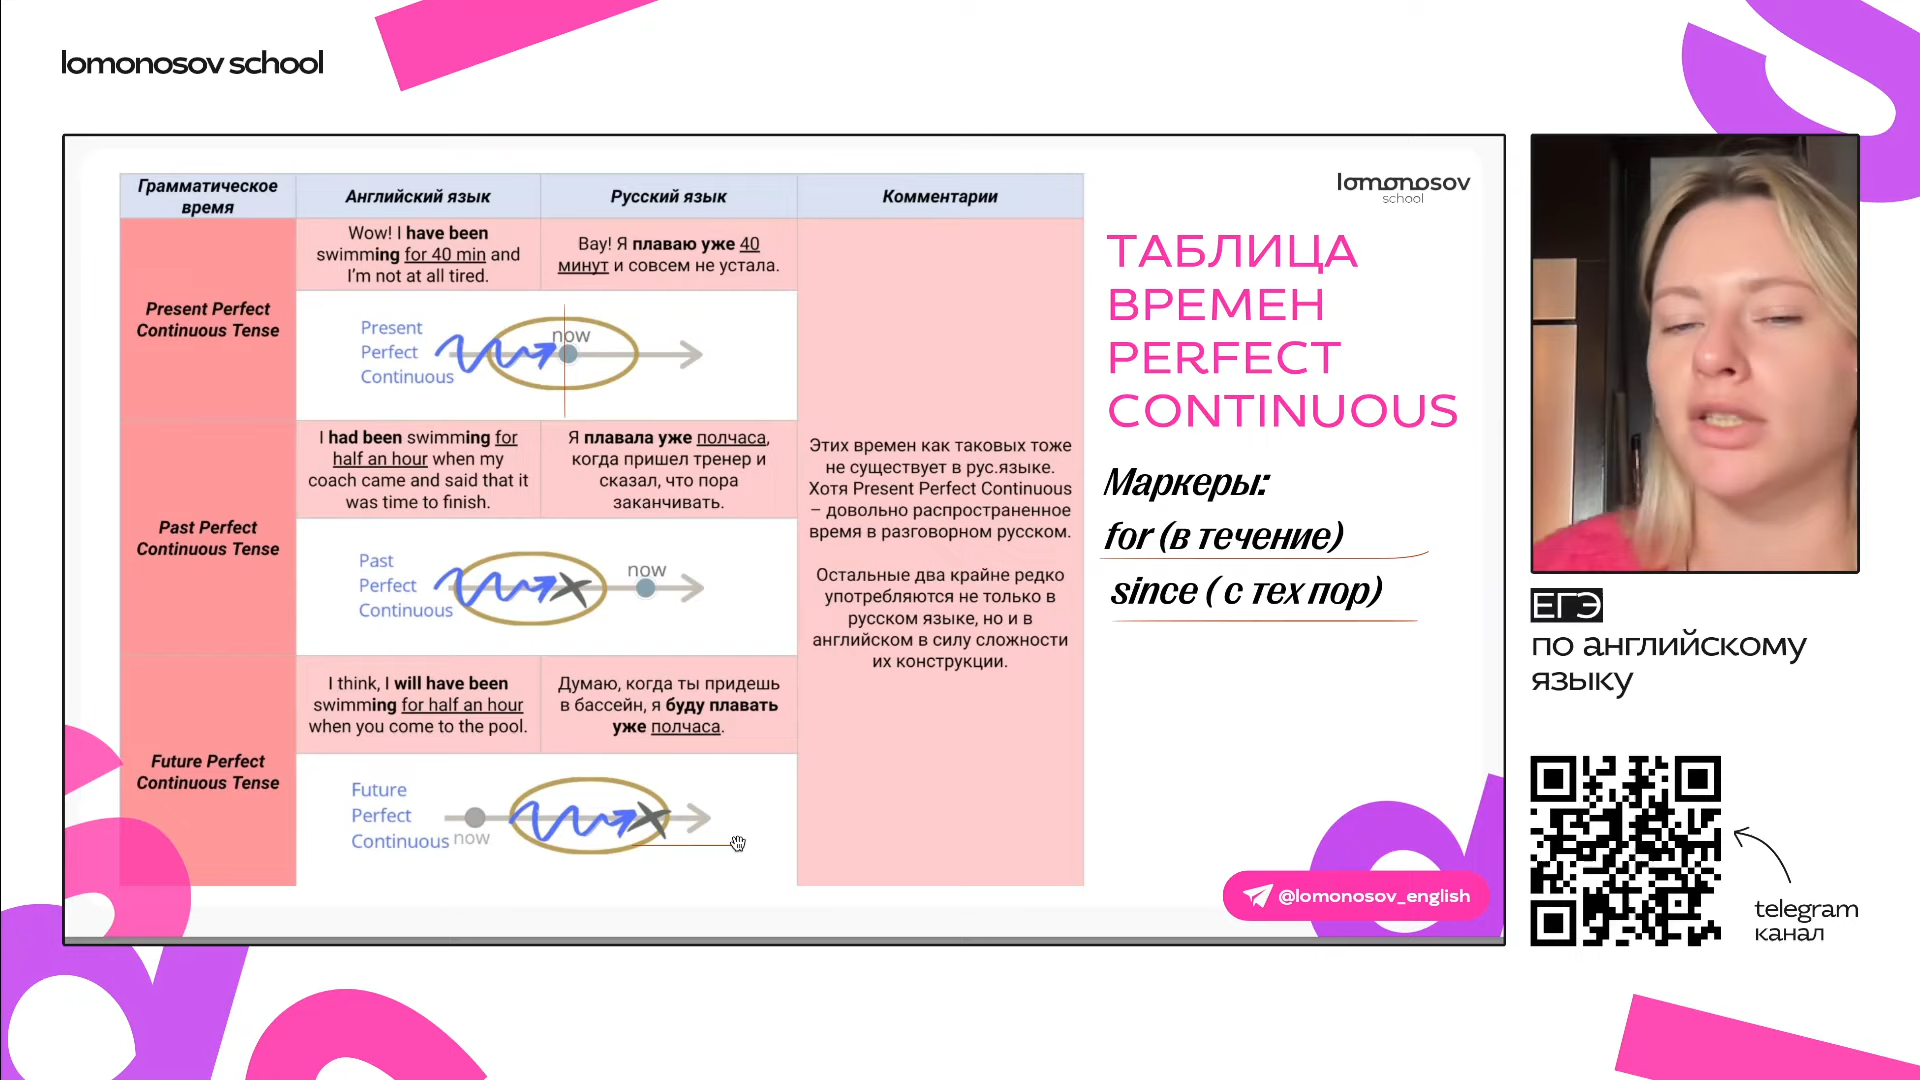 lomonosov school
Грамматическое
время
Английский язык
Русский язык
Комментарии
Present Perfect
Continuous Tense
Wow! I have been
swimming for 40 min and
I'm not at all tired.
Вау! Я плаваю уже 40
минут и совсем не устала.
Present
Perfect
Continuous
now
Past Perfect
Continuous Tense
I had been swimming for
half an hour when my
coach came and said that it
was time to finish.
Я плавала уже полчаса,
когда пришел тренер и
сказал, что пора
заканчивать.
Past
Perfect
Continuous
now
Future Perfect
Continuous Tense
I think, I will have been
swimming for half an hour
when you come to the pool.
Думаю, когда ты придешь
в бассейн, я буду плавать
уже полчаса.
Future
Perfect
Continuous
now
Этих времен как таковых тоже
не существует в рус.языке.
Хотя Present Perfect Continuous
– довольно распространенное
время в разговорном русском.
Остальные два крайне редко
употребляются не только в
русском языке, но и в
английском в силу сложности
их конструкции.
lomonosov
school
ТАБЛИЦА
ВРЕМЕН
PERFECT
CONTINUOUS
Маркеры:
for (в течение)
since ( с тех пор)
@lomonosov_english
ЕГЭ
по английскому
языку
telegram
канал